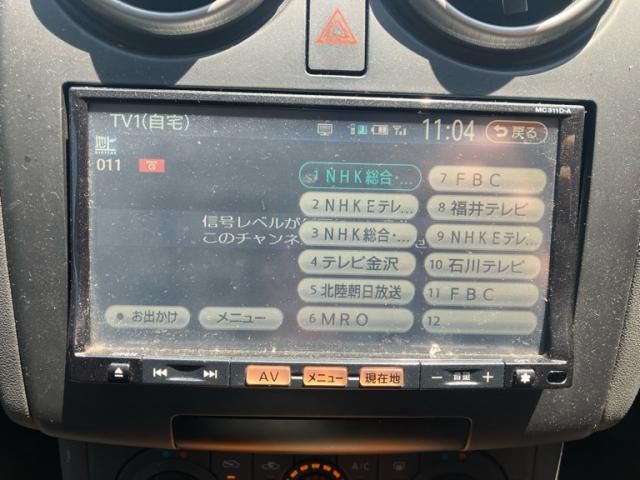 MC311D-A
TV1(自宅)
11:04
戻る
011
G
信号レベルが
このチャンネ
1 NHK総合・...
2 NHKEテレ...
3 NHK総合・...
4 テレビ金沢
5 北陸朝日放送
6 MRO
7 FBC
8 福井テレビ
9 NHKEテレ...
10 石川テレビ
11 FBC
12
お出かけ
メニュー
AV
メニュー
現在地
− 音量 +
A/C